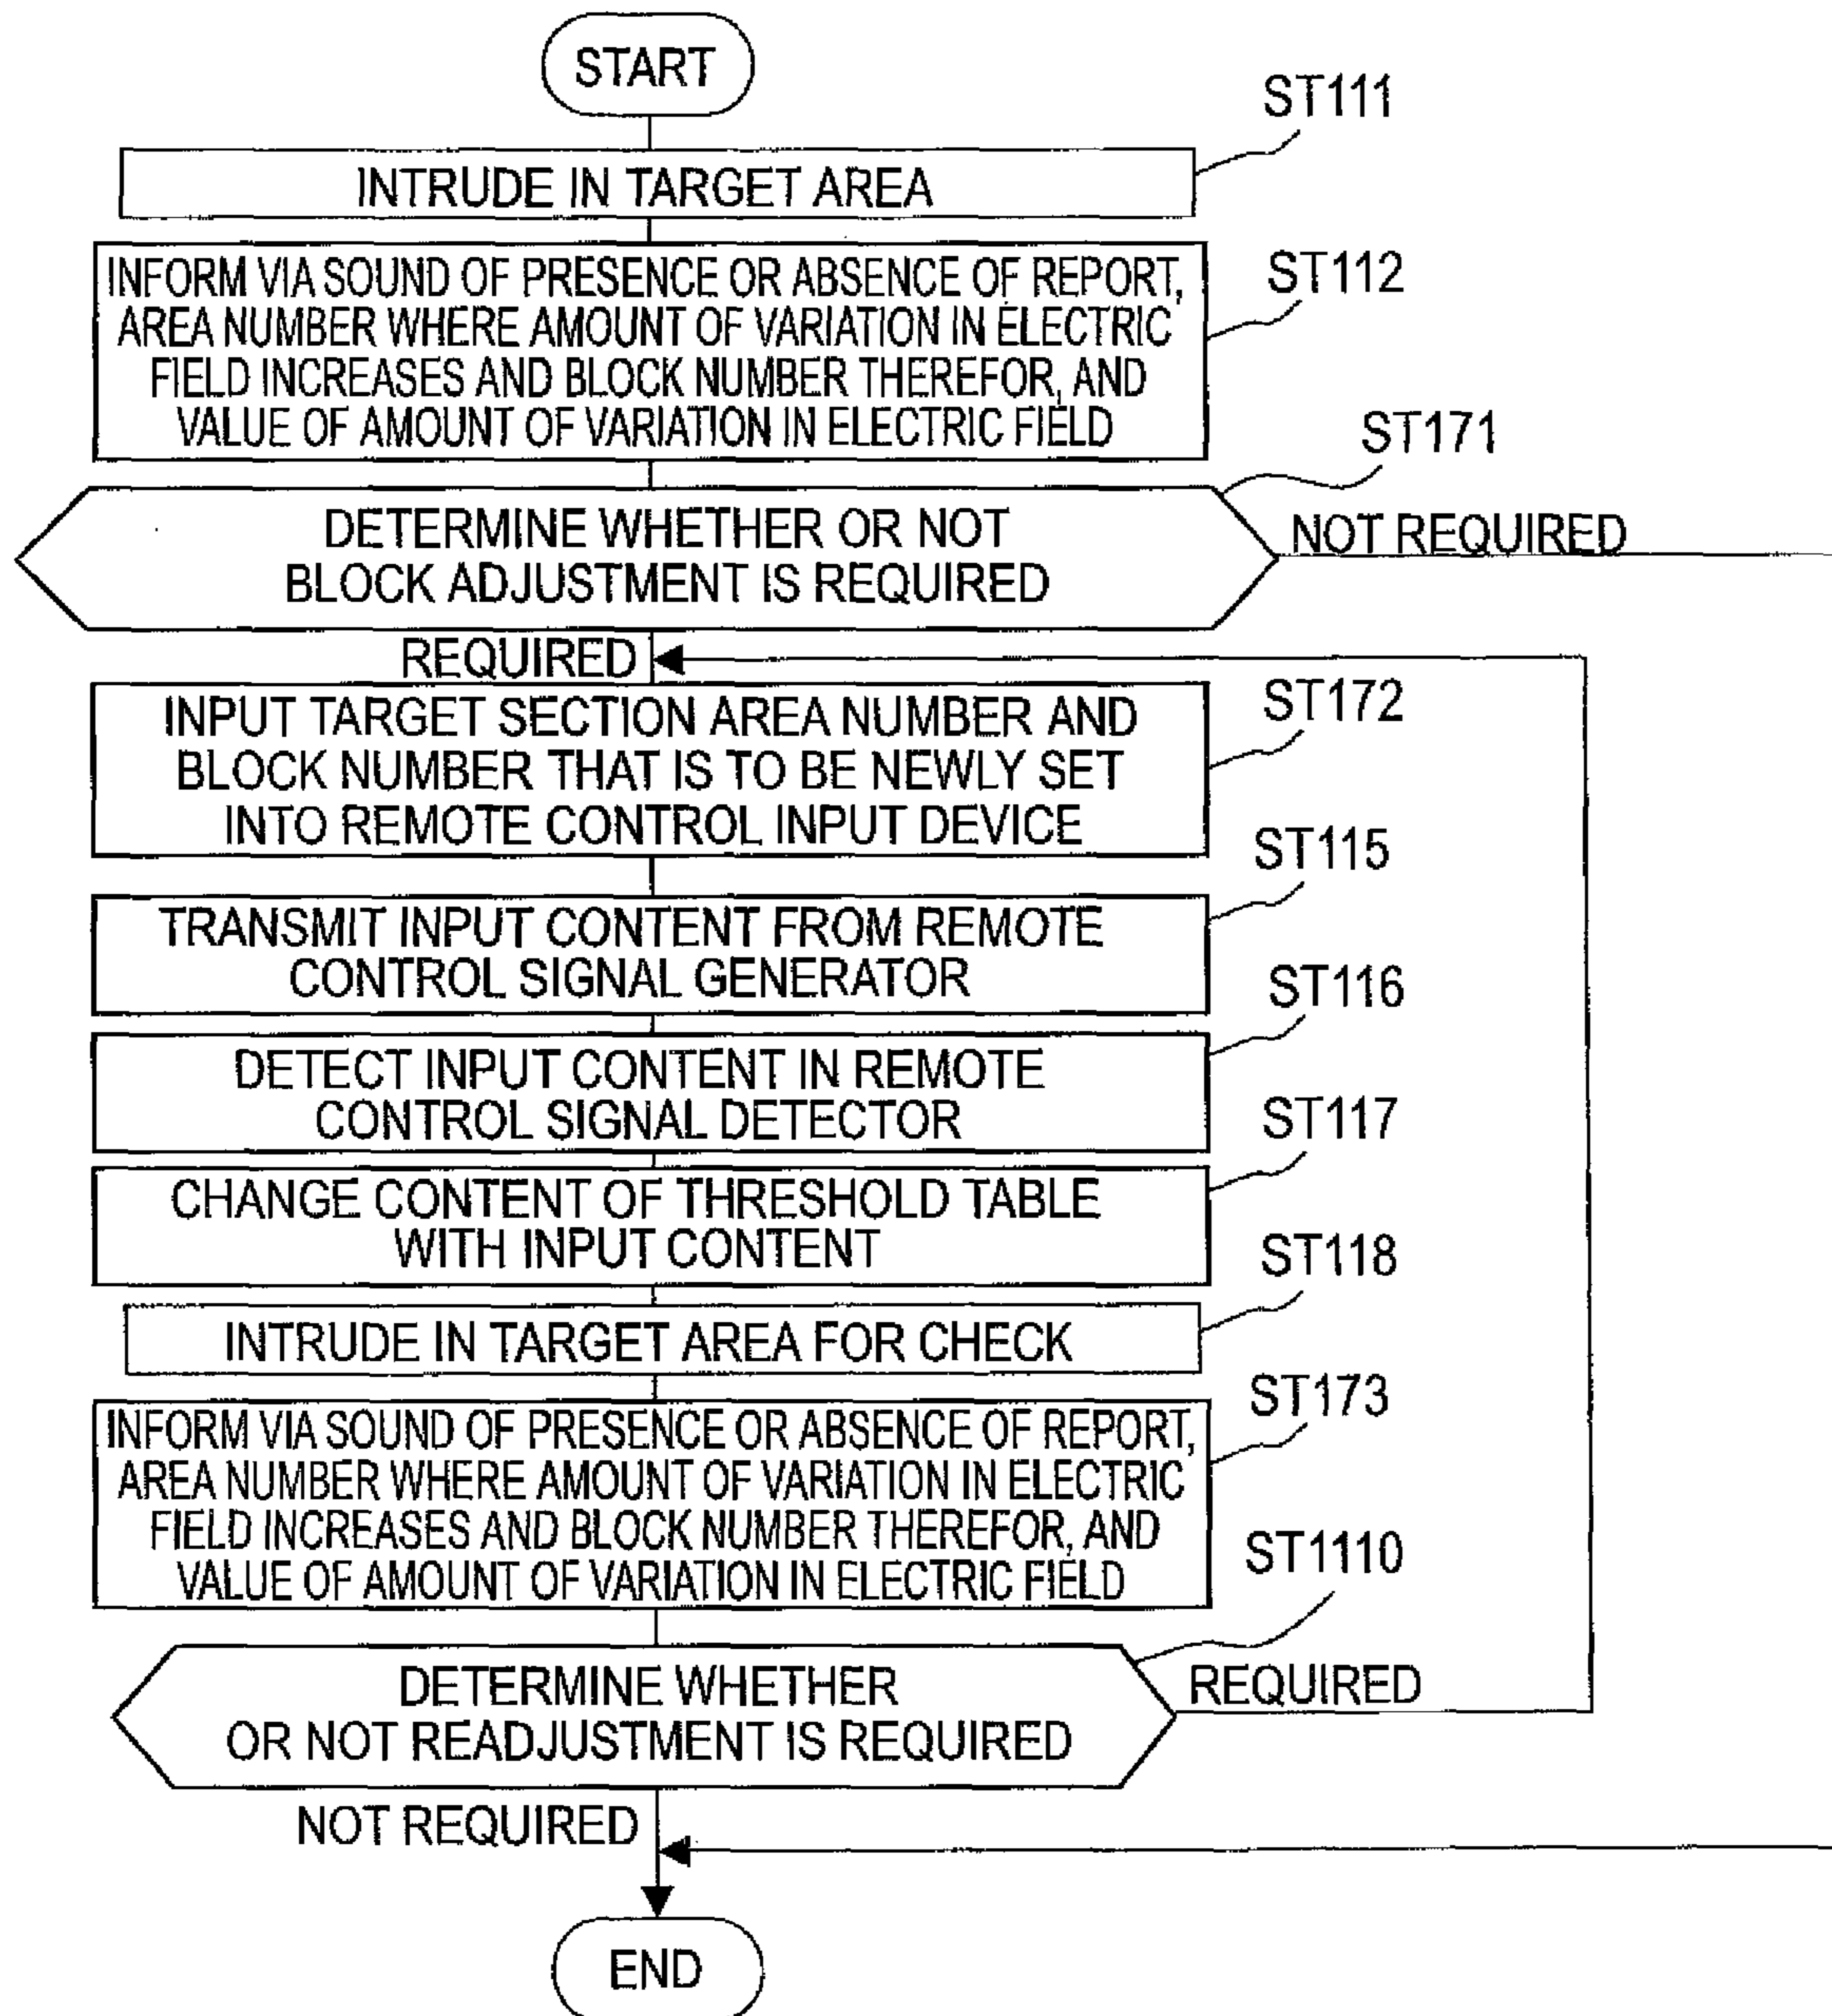 START
ST111
INTRUDE IN TARGET AREA
ST112
INFORM VIA SOUND OF PRESENCE OR ABSENCE OF REPORT,
AREA NUMBER WHERE AMOUNT OF VARIATION IN ELECTRIC
FIELD INCREASES AND BLOCK NUMBER THEREFOR, AND
VALUE OF AMOUNT OF VARIATION IN ELECTRIC FIELD
ST171
DETERMINE WHETHER OR NOT
BLOCK ADJUSTMENT IS REQUIRED
NOT REQUIRED
REQUIRED
ST172
INPUT TARGET SECTION AREA NUMBER AND
BLOCK NUMBER THAT IS TO BE NEWLY SET
INTO REMOTE CONTROL INPUT DEVICE
ST115
TRANSMIT INPUT CONTENT FROM REMOTE
CONTROL SIGNAL GENERATOR
ST116
DETECT INPUT CONTENT IN REMOTE
CONTROL SIGNAL DETECTOR
ST117
CHANGE CONTENT OF THRESHOLD TABLE
WITH INPUT CONTENT
ST118
INTRUDE IN TARGET AREA FOR CHECK
ST173
INFORM VIA SOUND OF PRESENCE OR ABSENCE OF REPORT,
AREA NUMBER WHERE AMOUNT OF VARIATION IN ELECTRIC
FIELD INCREASES AND BLOCK NUMBER THEREFOR, AND
VALUE OF AMOUNT OF VARIATION IN ELECTRIC FIELD
ST1110
DETERMINE WHETHER
OR NOT READJUSTMENT IS REQUIRED
REQUIRED
NOT REQUIRED
END